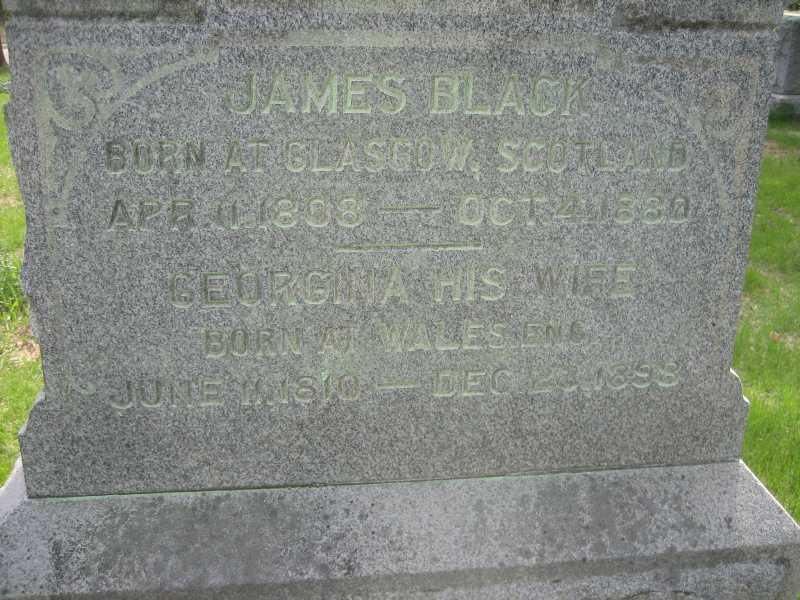 JAMES BLACK
BORN AT GLASGOW, SCOTLAND
APR. 11, 1808 — OCT. 4, 1880
GEORGINA HIS WIFE
BORN AT WALES, ENG.
JUNE 11, 1810 — DEC.